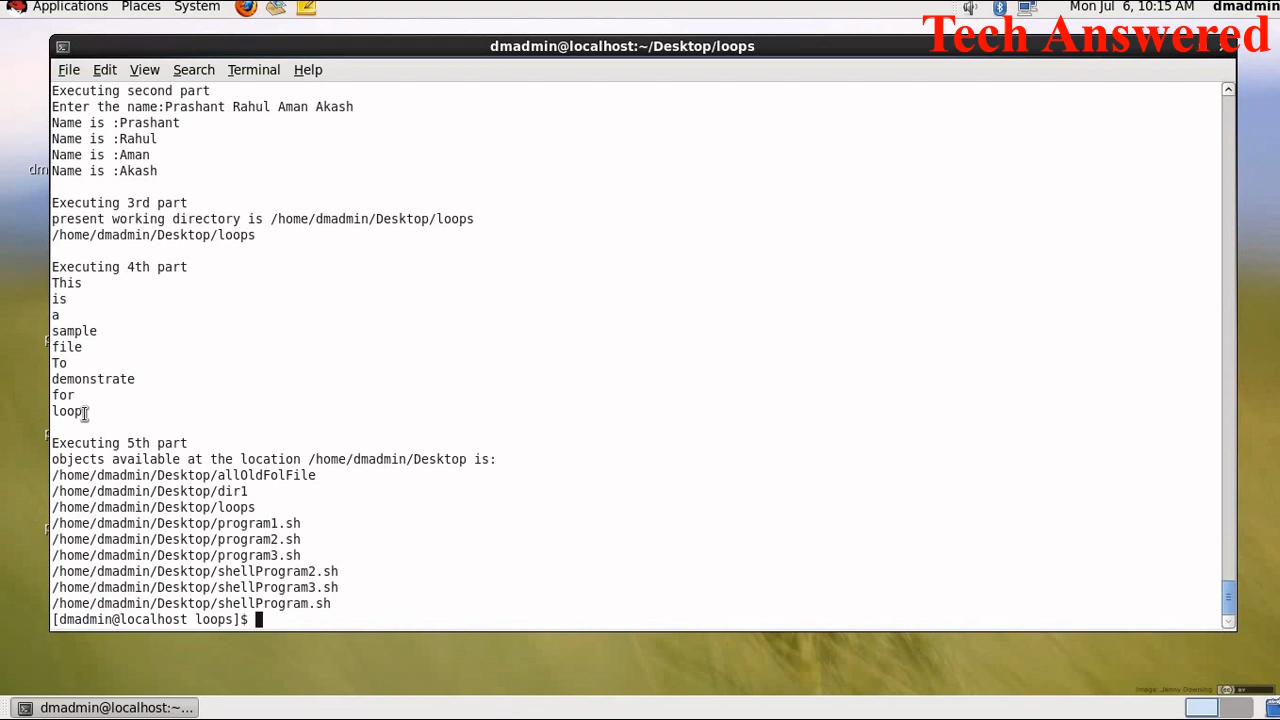 Applications Places System
Mon Jul 6, 10:15 AM dmadmin
Tech Answered
dmadmin@localhost:~/Desktop/loops
File Edit View Search Terminal Help
Executing second part
Enter the name:Prashant Rahul Aman Akash
Name is :Prashant
Name is :Rahul
Name is :Aman
dm
Name is :Akash
Executing 3rd part
present working directory is /home/dmadmin/Desktop/loops
/home/dmadmin/Desktop/loops
Executing 4th part
This
is
a
sample
file
To
demonstrate
for
loop
Executing 5th part
objects available at the location /home/dmadmin/Desktop is:
/home/dmadmin/Desktop/allOldFolFile
/home/dmadmin/Desktop/dir1
/home/dmadmin/Desktop/loops
/home/dmadmin/Desktop/program1.sh
/home/dmadmin/Desktop/program2.sh
/home/dmadmin/Desktop/program3.sh
/home/dmadmin/Desktop/shellProgram2.sh
/home/dmadmin/Desktop/shellProgram3.sh
/home/dmadmin/Desktop/shellProgram.sh
[dmadmin@localhost loops]$
Image: Jenny Downing
dmadmin@localhost:~...